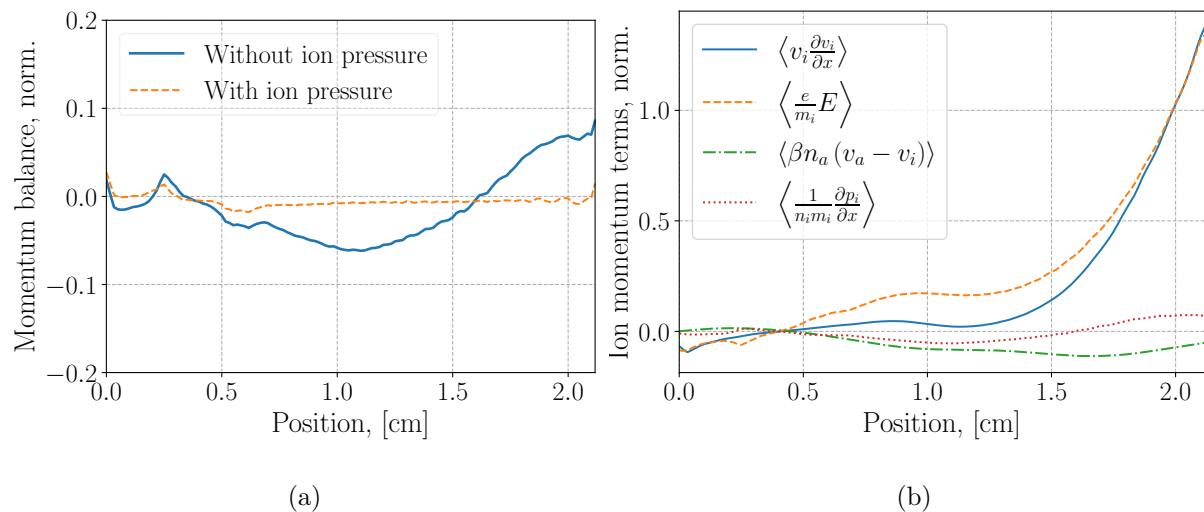 0.2
0.1
0.0
−0.1
−0.2
0.0
0.5
1.0
1.5
2.0
Momentum balance, norm.
Position, [cm]
Without ion pressure
With ion pressure
(a)
1.0
0.5
0.0
0.0
0.5
1.0
1.5
2.0
Ion momentum terms, norm.
Position, [cm]
⟨v_i ∂v_i/∂x⟩
⟨e/m_i E⟩
⟨βn_a (v_a − v_i)⟩
⟨1/(n_i m_i) ∂p_i/∂x⟩
(b)